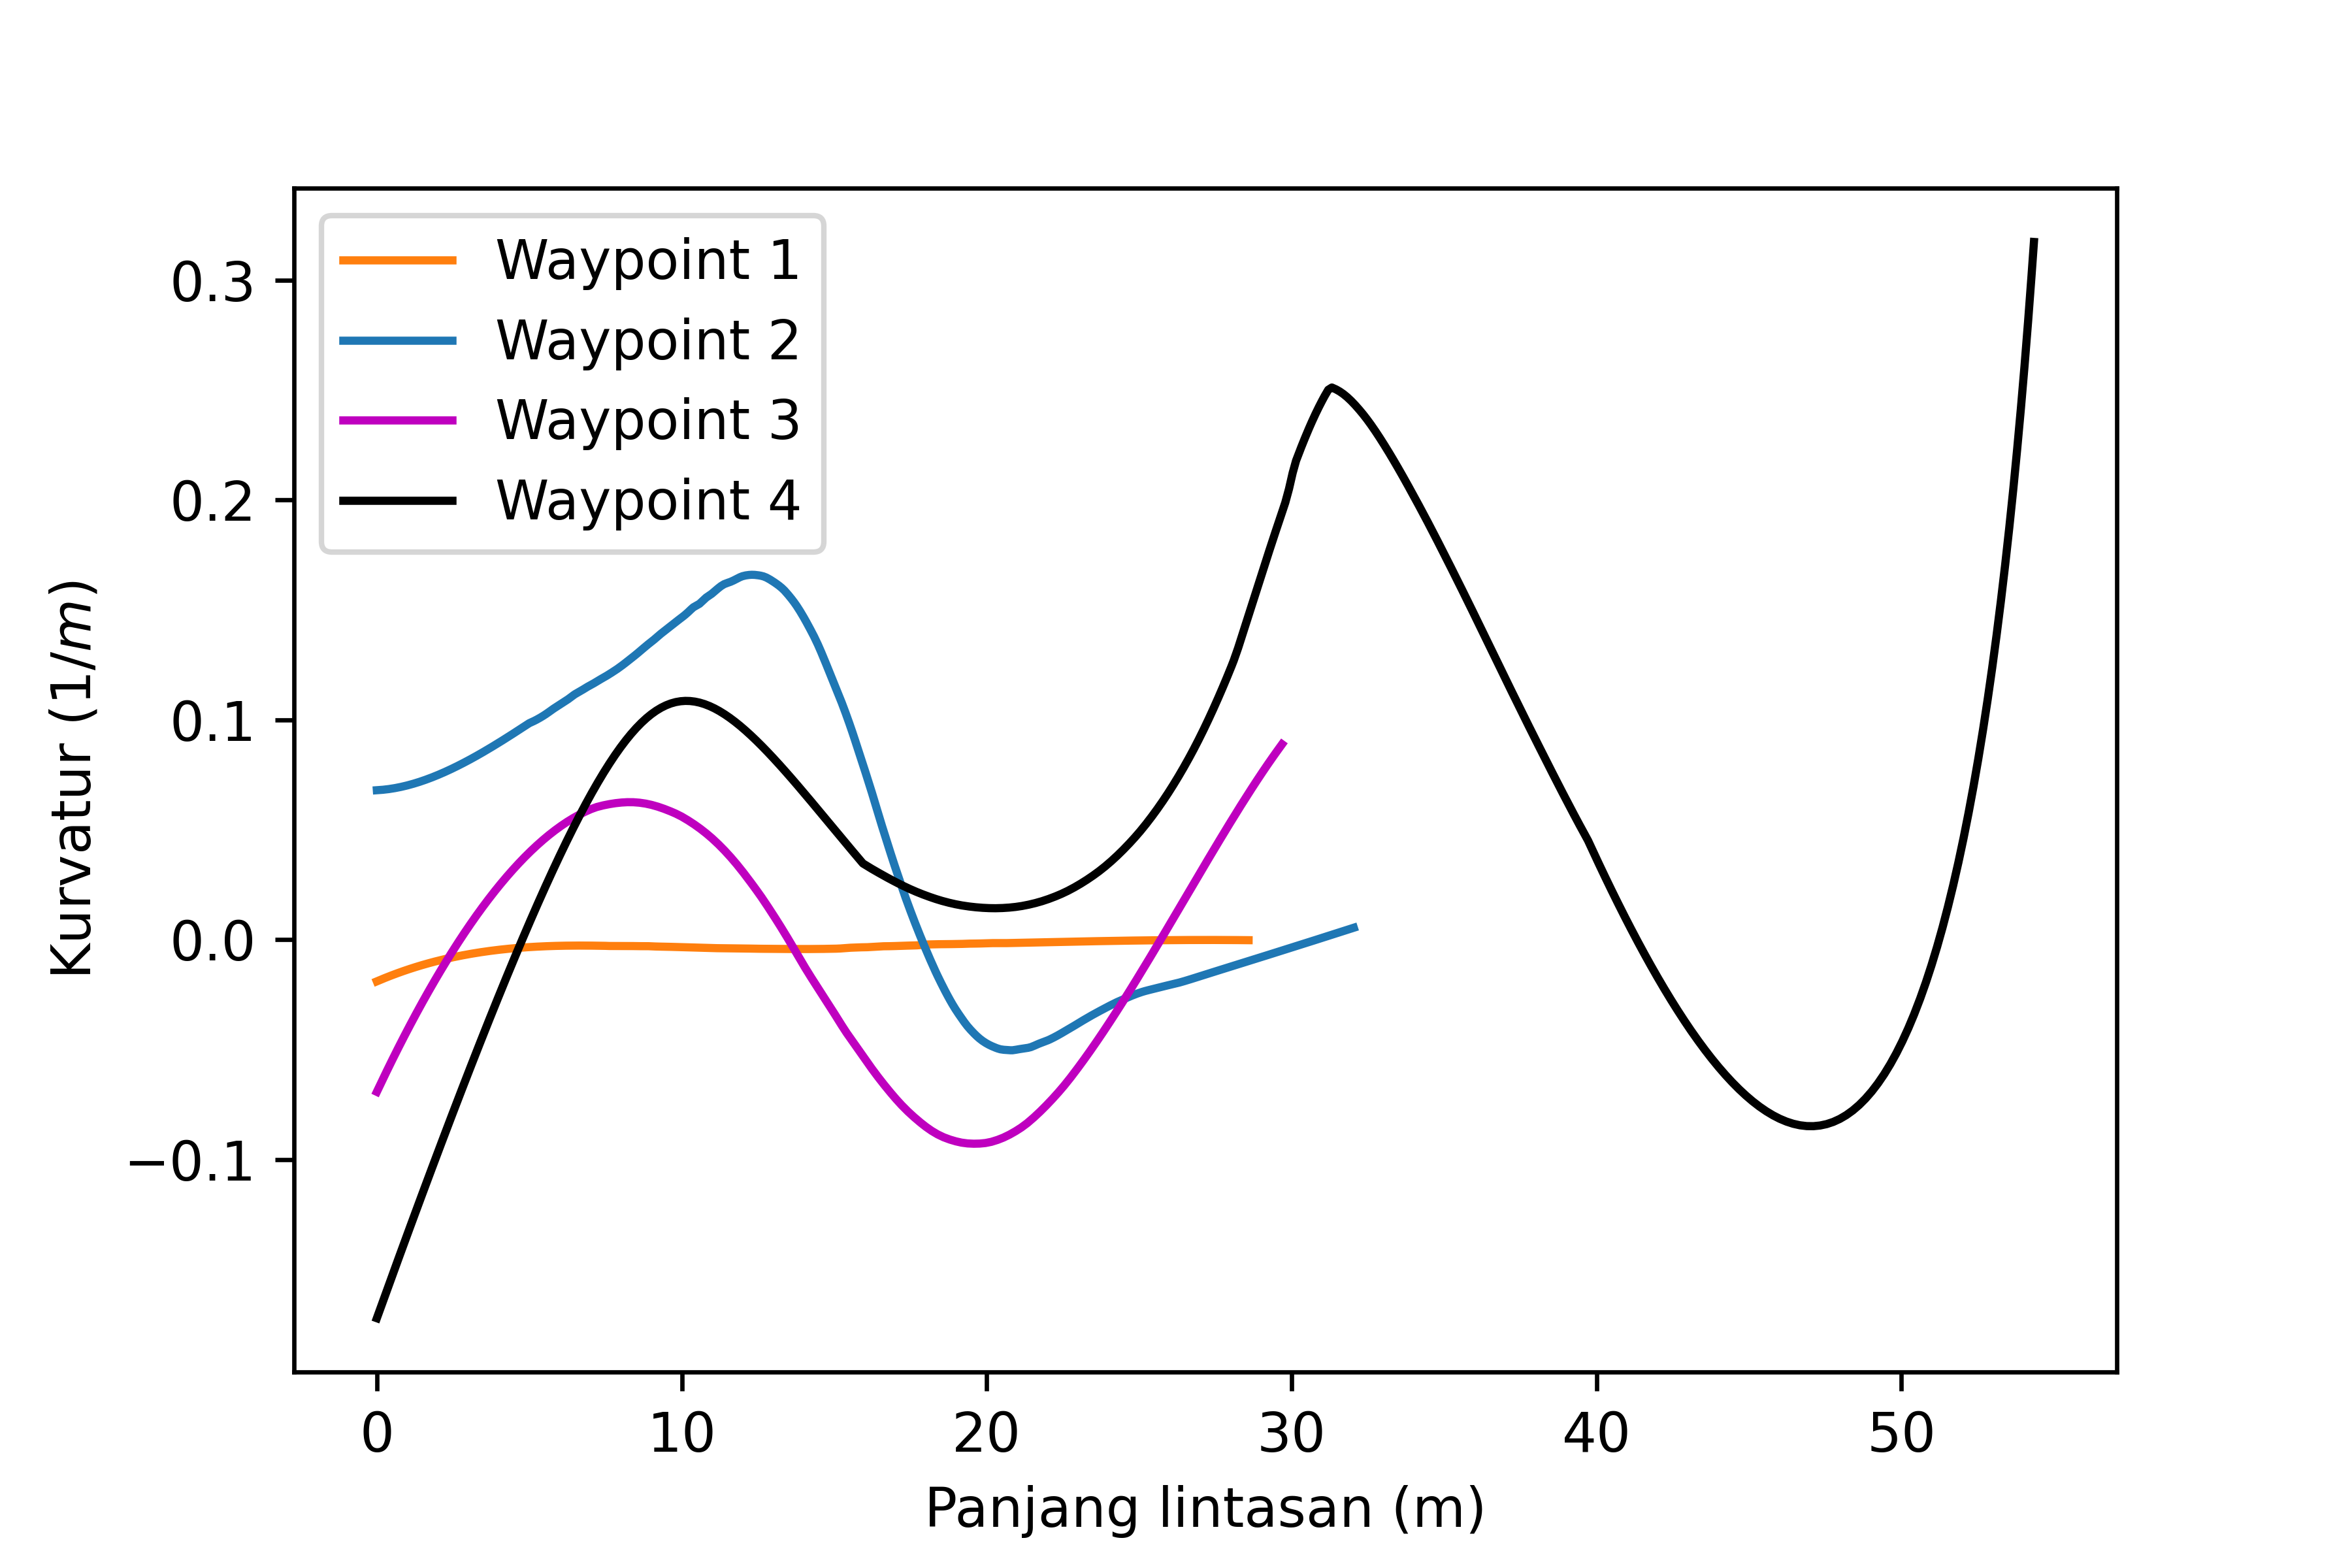 Waypoint 1
Waypoint 2
Waypoint 3
Waypoint 4
Kurvatur (1/m)
0.3
0.2
0.1
0.0
−0.1
0 10 20 30 40 50
Panjang lintasan (m)